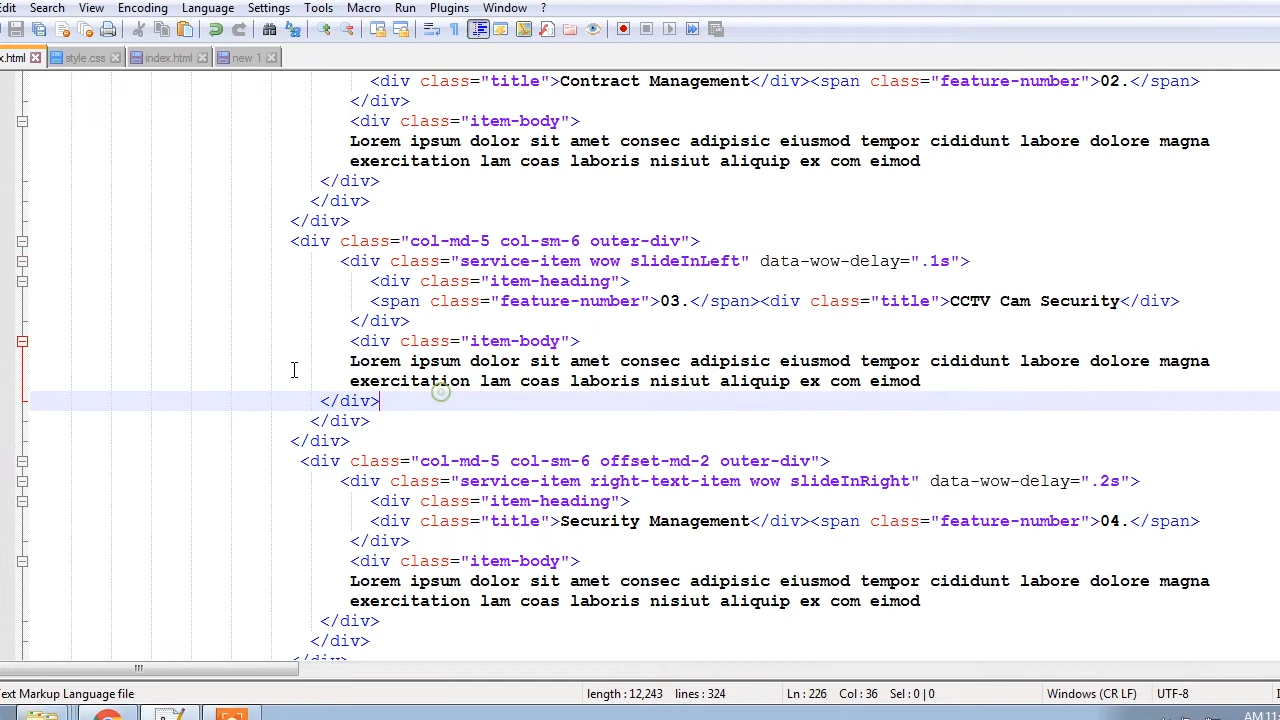 Edit Search View Encoding Language Settings Tools Macro Run Plugins Window ?
x.html style.css index.html new 1
<div class="title">Contract Management</div><span class="feature-number">02.</span>
</div>
<div class="item-body">
Lorem ipsum dolor sit amet consec adipisic eiusmod tempor cididunt labore dolore magna
exercitation lam coas laboris nisiut aliquip ex com eimod
</div>
</div>
</div>
<div class="col-md-5 col-sm-6 outer-div">
<div class="service-item wow slideInLeft" data-wow-delay=".1s">
<div class="item-heading">
<span class="feature-number">03.</span><div class="title">CCTV Cam Security</div>
</div>
<div class="item-body">
Lorem ipsum dolor sit amet consec adipisic eiusmod tempor cididunt labore dolore magna
exercitation lam coas laboris nisiut aliquip ex com eimod
</div>
</div>
</div>
<div class="col-md-5 col-sm-6 offset-md-2 outer-div">
<div class="service-item right-text-item wow slideInRight" data-wow-delay=".2s">
<div class="item-heading">
<div class="title">Security Management</div><span class="feature-number">04.</span>
</div>
<div class="item-body">
Lorem ipsum dolor sit amet consec adipisic eiusmod tempor cididunt labore dolore magna
exercitation lam coas laboris nisiut aliquip ex com eimod
</div>
</div>
</div>
ext Markup Language file length : 12,243 lines : 324 Ln : 226 Col : 36 Sel : 0 | 0 Windows (CR LF) UTF-8